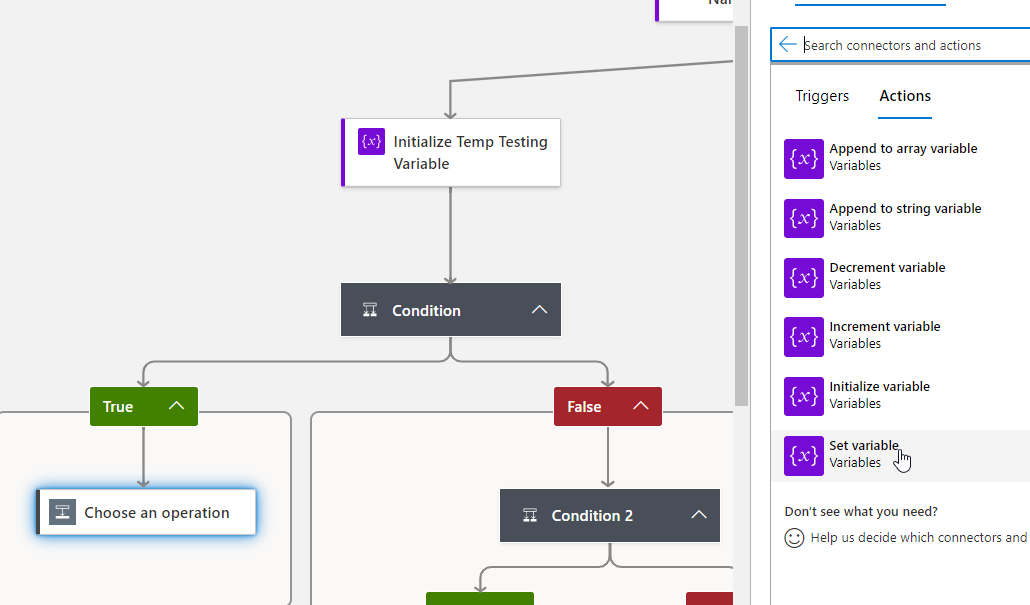 Initialize Temp Testing
Variable
Condition
True
False
Choose an operation
Condition 2
Search connectors and actions
Triggers
Actions
{x}
Append to array variable
Variables
{x}
Append to string variable
Variables
{x}
Decrement variable
Variables
{x}
Increment variable
Variables
{x}
Initialize variable
Variables
{x}
Set variable
Variables
Don't see what you need?
Help us decide which connectors and